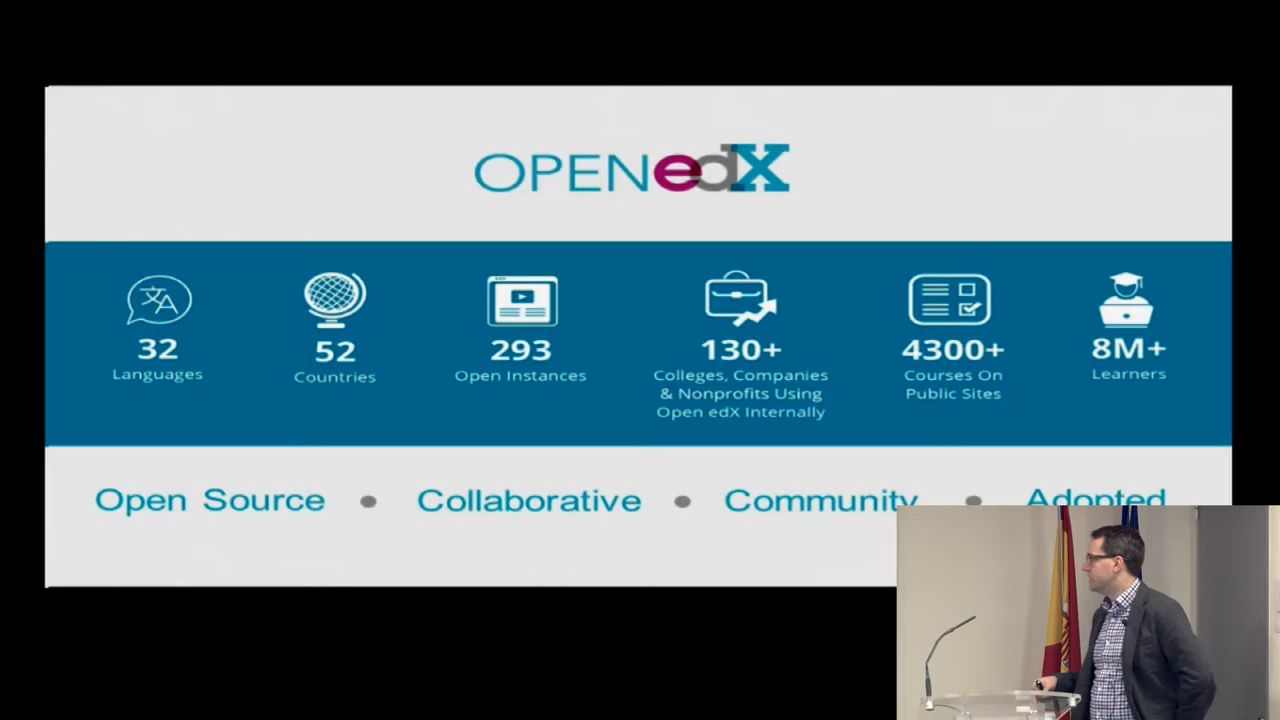 OPENedX
32
Languages
52
Countries
293
Open Instances
130+
Colleges, Companies
& Nonprofits Using
Open edX Internally
4300+
Courses On
Public Sites
8M+
Learners
Open Source • Collaborative • Community • Adopted